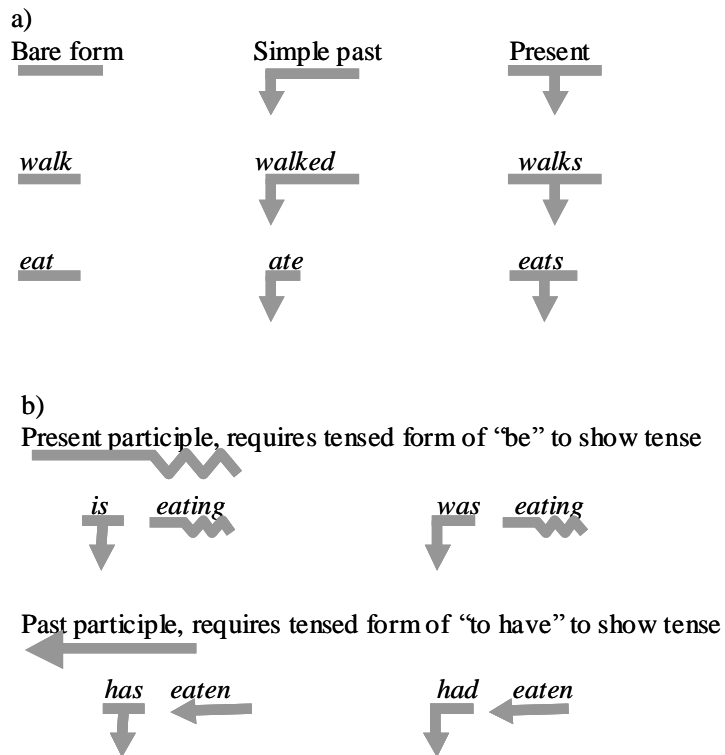 a)
Bare form Simple past Present
walk walked walks
eat ate eats
b)
Present participle, requires tensed form of “be” to show tense
is eating was eating
Past participle, requires tensed form of “to have” to show tense
has eaten had eaten